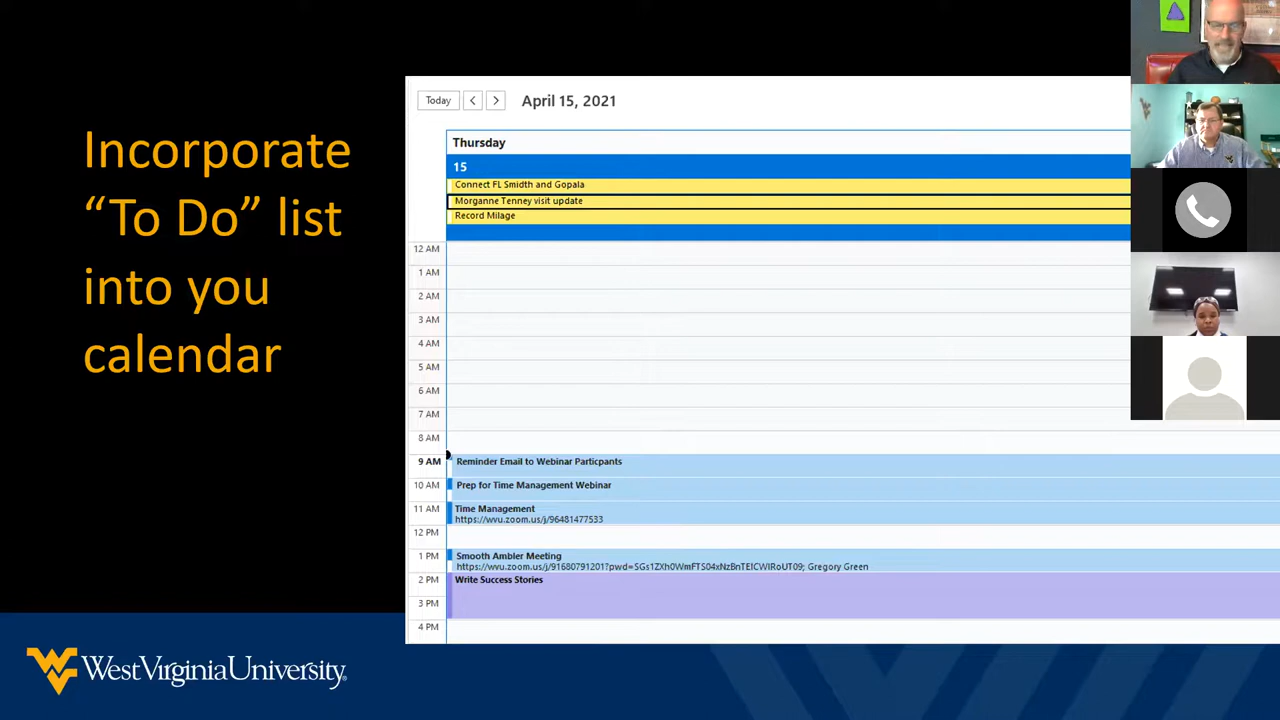 Incorporate
“To Do” list
into you
calendar
Today
April 15, 2021
Thursday
15
Connect FL Smidth and Gopala
Morganne Tenney visit update
Record Milage
12 AM
1 AM
2 AM
3 AM
4 AM
5 AM
6 AM
7 AM
8 AM
9 AM Reminder Email to Webinar Particpants
10 AM Prep for Time Management Webinar
11 AM Time Management
https://wvu.zoom.us/j/96481477533
12 PM
1 PM Smooth Ambler Meeting
Gregory Green
2 PM Write Success Stories
3 PM
4 PM
WestVirginiaUniversity.